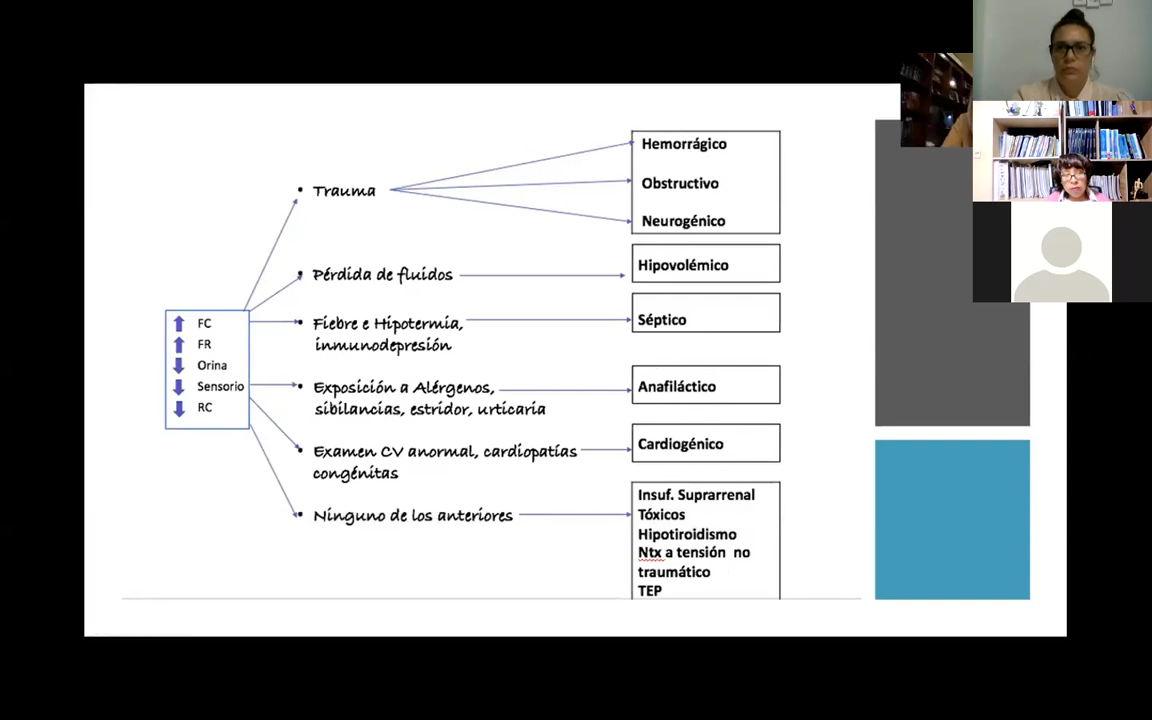 FC
FR
Orina
Sensorio
RC
• Trauma
Hemorrágico
Obstructivo
Neurogénico
• Pérdida de fluidos
Hipovolémico
• Fiebre e Hipotermia,
inmunodepresión
Séptico
• Exposición a Alérgenos,
sibilancias, estridor, urticaria
Anafiláctico
• Examen CV anormal, cardiopatías
congénitas
Cardiogénico
• Ninguno de los anteriores
Insuf. Suprarrenal
Tóxicos
Hipotiroidismo
Ntx a tensión no
traumático
TEP